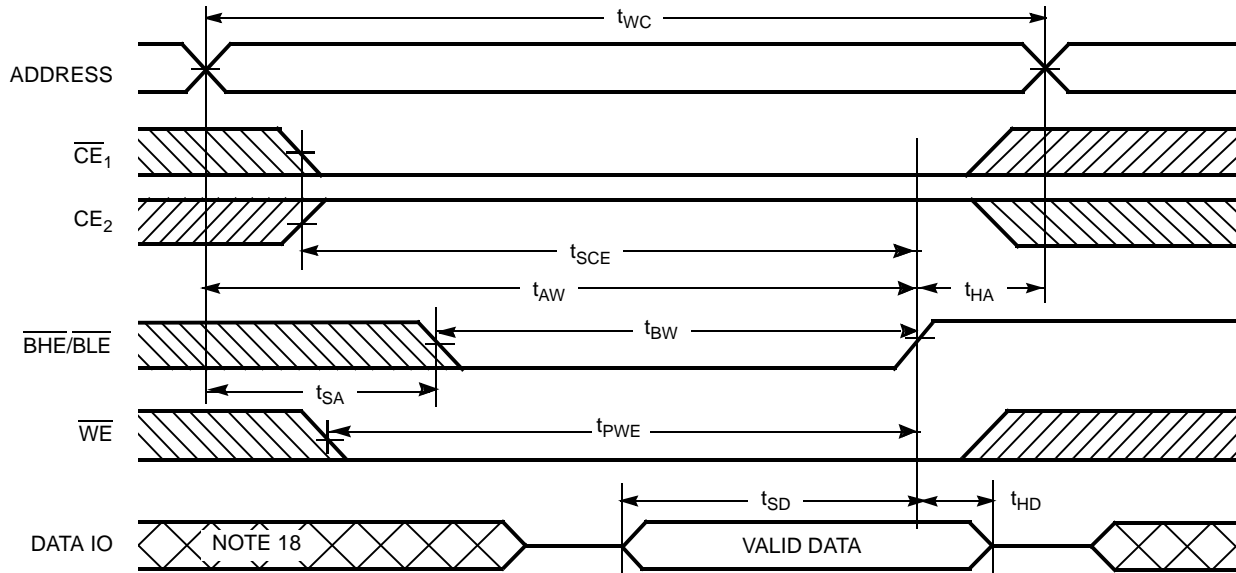 tWC
ADDRESS
CE1
CE2
tSCE
tAW
tHA
BHE/BLE
tBW
tSA
WE
tPWE
tSD
tHD
DATA IO
NOTE 18
VALID DATA